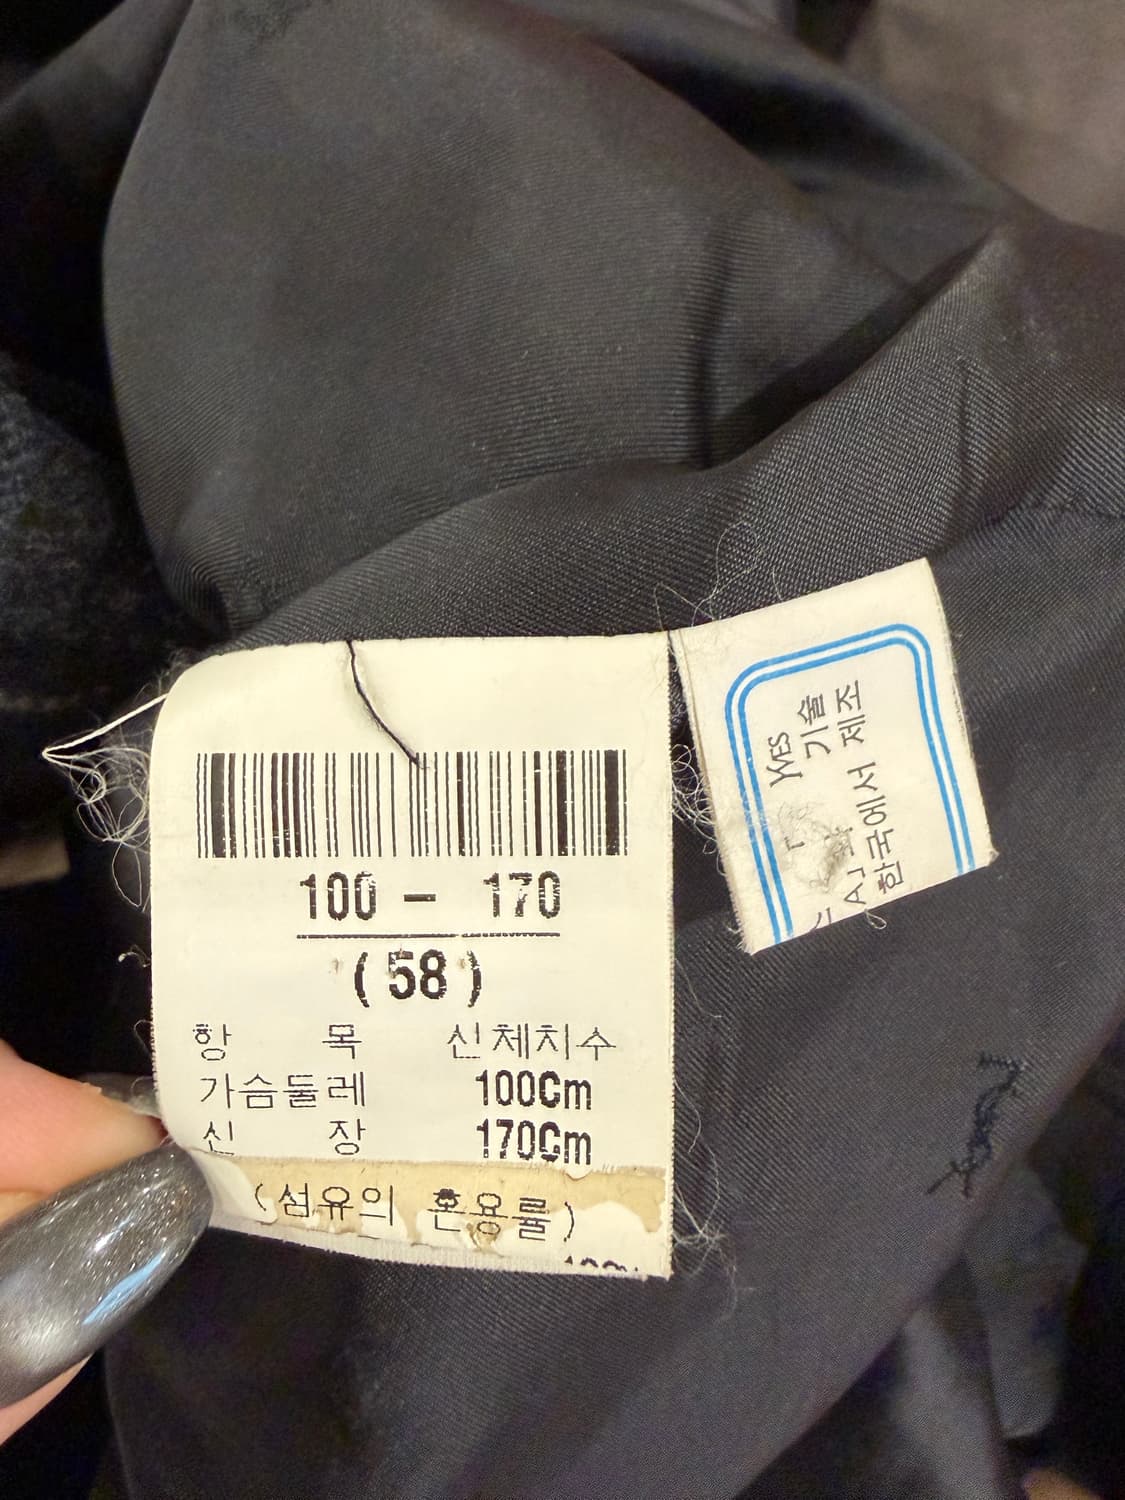 100 - 170
(58)
항 목 신체치수
가슴둘레 100Cm
신 장 170Cm
(섬유의 혼용률)
기술
한국에서 제조